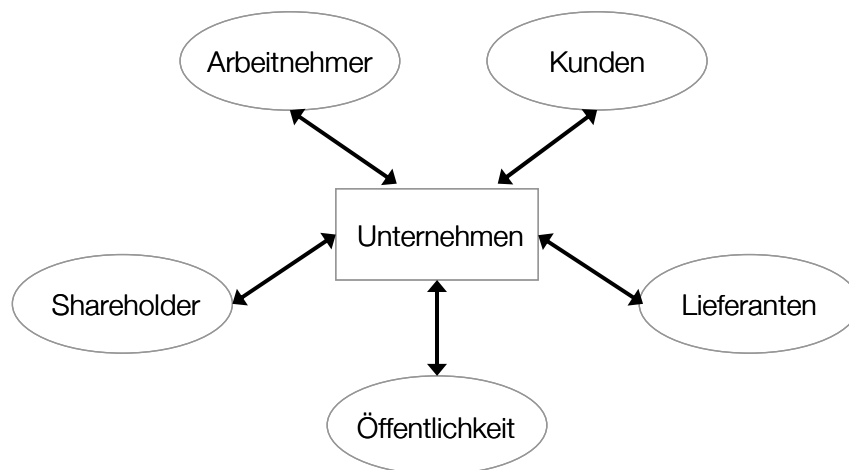 Arbeitnehmer
Kunden
Unternehmen
Shareholder
Lieferanten
Öffentlichkeit